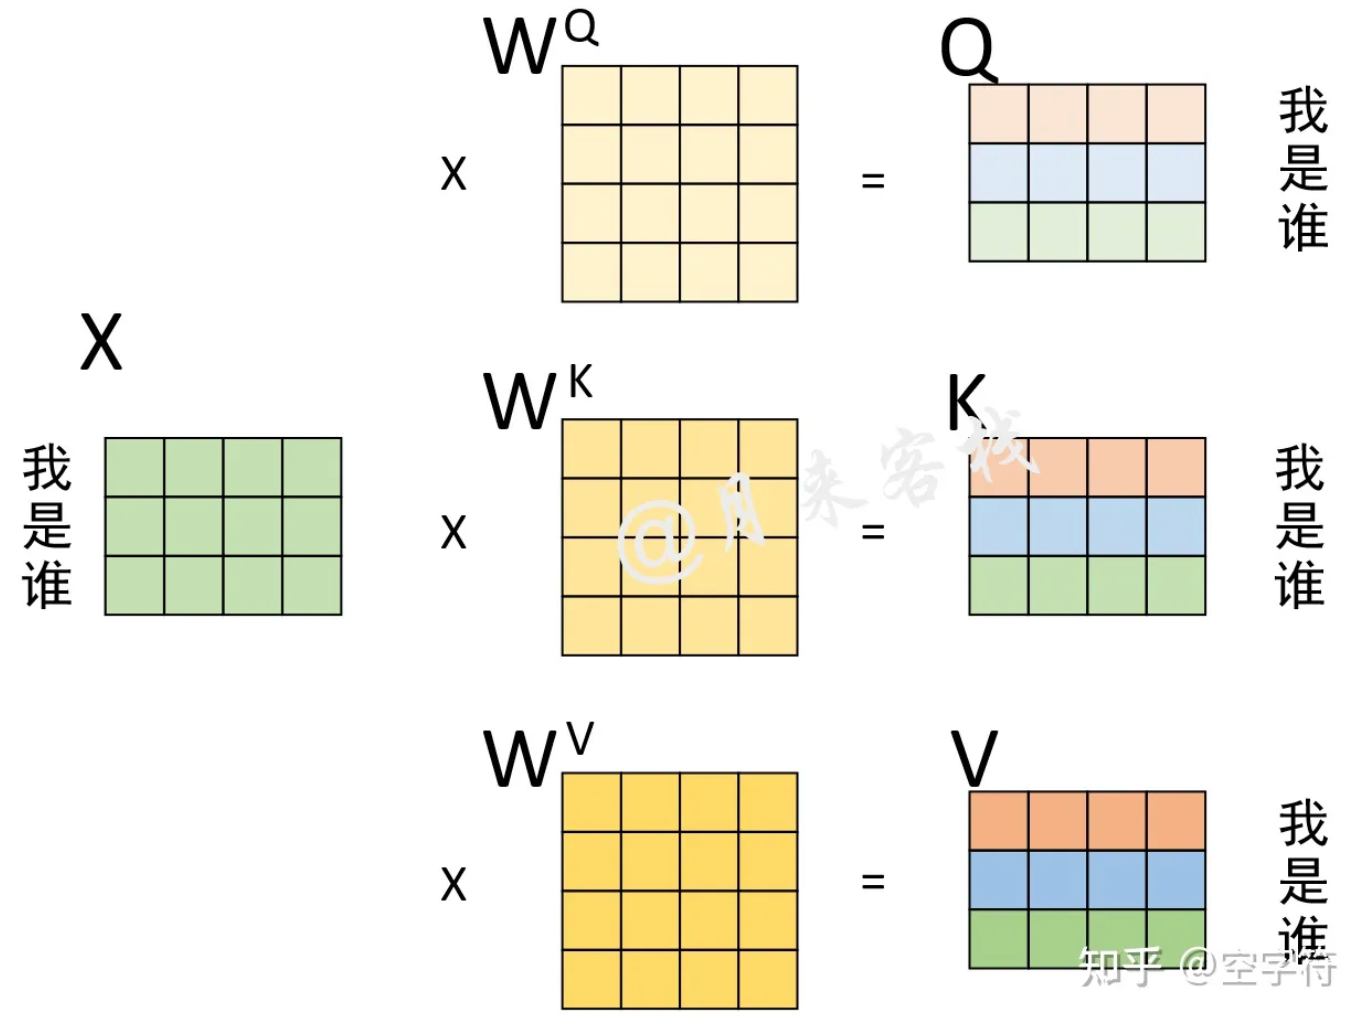 W^Q
Q
x
=
我
是
谁
X
W^K
K
我
是
谁
x
=
我
是
谁
@月来客栈
W^V
V
x
=
我
是
谁
知乎 @空字符